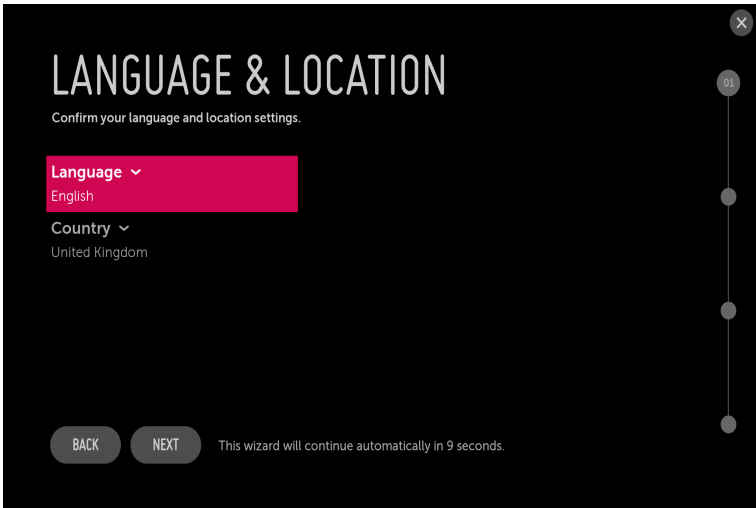 LANGUAGE & LOCATION
01
Confirm your language and location settings.
Language
English
Country
United Kingdom
BACK
NEXT
This wizard will continue automatically in 9 seconds.